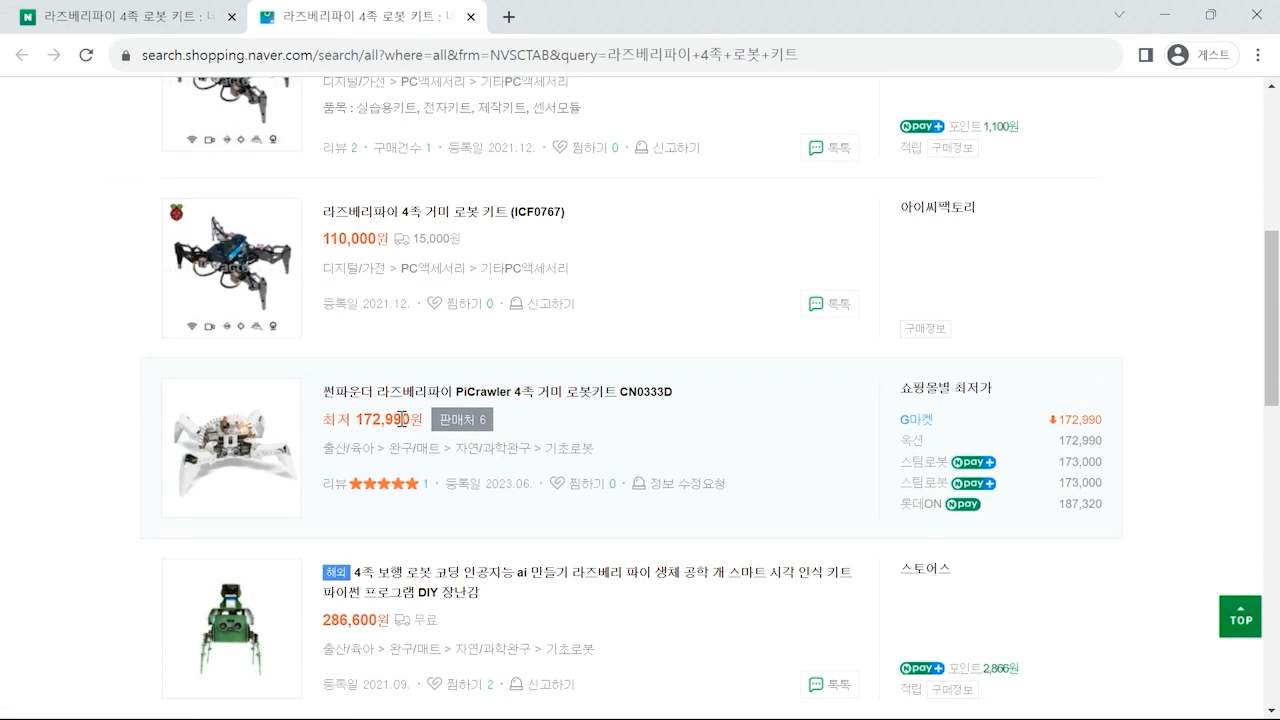 라즈베리파이 4족 로봇 키트 : 네
라즈베리파이 4족 로봇 키트 : 네
search.shopping.naver.com/search/all?where=all&frm=NVSCTAB&query=라즈베리파이+4족+로봇+키트
게스트
디지털/가전 > PC액세서리 > 기타PC액세서리
품목 : 실습용키트, 전자키트, 제작키트, 센서모듈
리뷰 2 · 구매건수 1 · 등록일 2021.12. · 찜하기 0 · 신고하기
톡톡
N pay+ 포인트 1,100원
적립 구매정보
라즈베리파이 4족 거미 로봇 키트 (ICF0767)
110,000원 15,000원
디지털/가전 > PC액세서리 > 기타PC액세서리
등록일 2021.12. · 찜하기 0 · 신고하기
톡톡
아이씨팩토리
구매정보
썬파운더 라즈베리파이 PiCrawler 4족 거미 로봇키트 CN0333D
최저 172,990원 판매처 6
출산/육아 > 완구/매트 > 자연/과학완구 > 기초로봇
리뷰 ★★★★★ 1 · 등록일 2023.06. · 찜하기 0 · 정보 수정요청
쇼핑몰별 최저가
G마켓 172,990
옥션 172,990
스팀로봇 N pay+ 173,000
스팀로봇 N pay+ 173,000
롯데ON N pay 187,320
해외 4족 보행 로봇 코딩 인공지능 ai 만들기 라즈베리 파이 생체 공학 개 스마트 시각 인식 키트
파이썬 프로그램 DIY 장난감
286,600원 무료
출산/육아 > 완구/매트 > 자연/과학완구 > 기초로봇
등록일 2021.09. · 찜하기 2 · 신고하기
톡톡
스토어스
N pay+ 포인트 2,866원
적립 구매정보
TOP